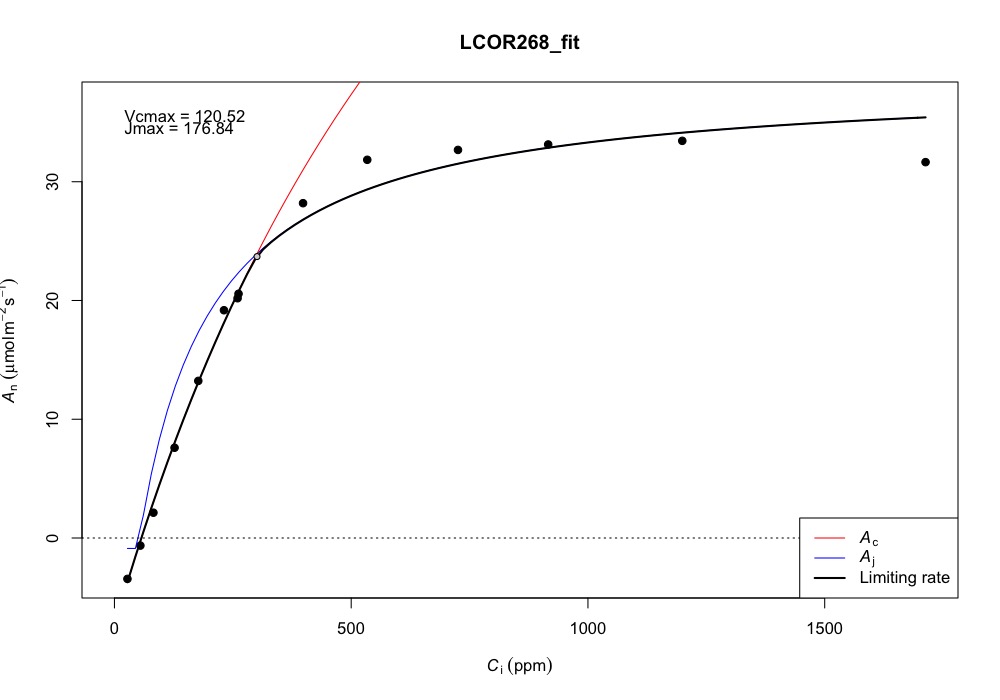 LCOR268_fit
Vcmax = 120.52
Jmax = 176.84
30
20
10
0
Aₙ (μmolm⁻²s⁻¹)
0 500 1000 1500
Cᵢ (ppm)
A꜀
Aⱼ
Limiting rate